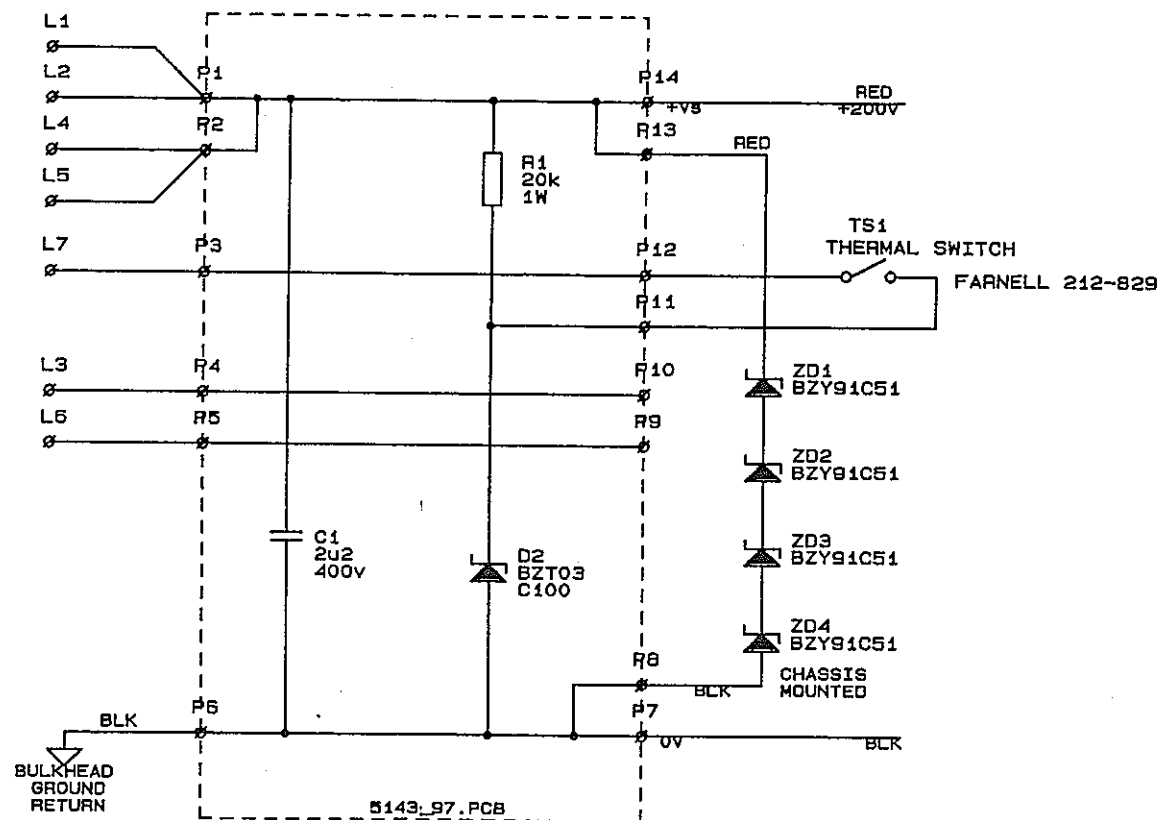 L1
L2
L4
L5
L7
L3
L6
P1
P2
P3
P4
P5
P6
BLK
BULKHEAD
GROUND
RETURN
C1
2u2
400v
R1
20k
1W
D2
BZT03
C100
5143_97.PCB
P14
+Vs
RED
+200V
P13
RED
P12
P11
P10
P9
P8
BLK
P7
0V
BLK
TS1
THERMAL SWITCH
FARNELL 212-829
ZD1
BZY91C51
ZD2
BZY91C51
ZD3
BZY91C51
ZD4
BZY91C51
CHASSIS
MOUNTED